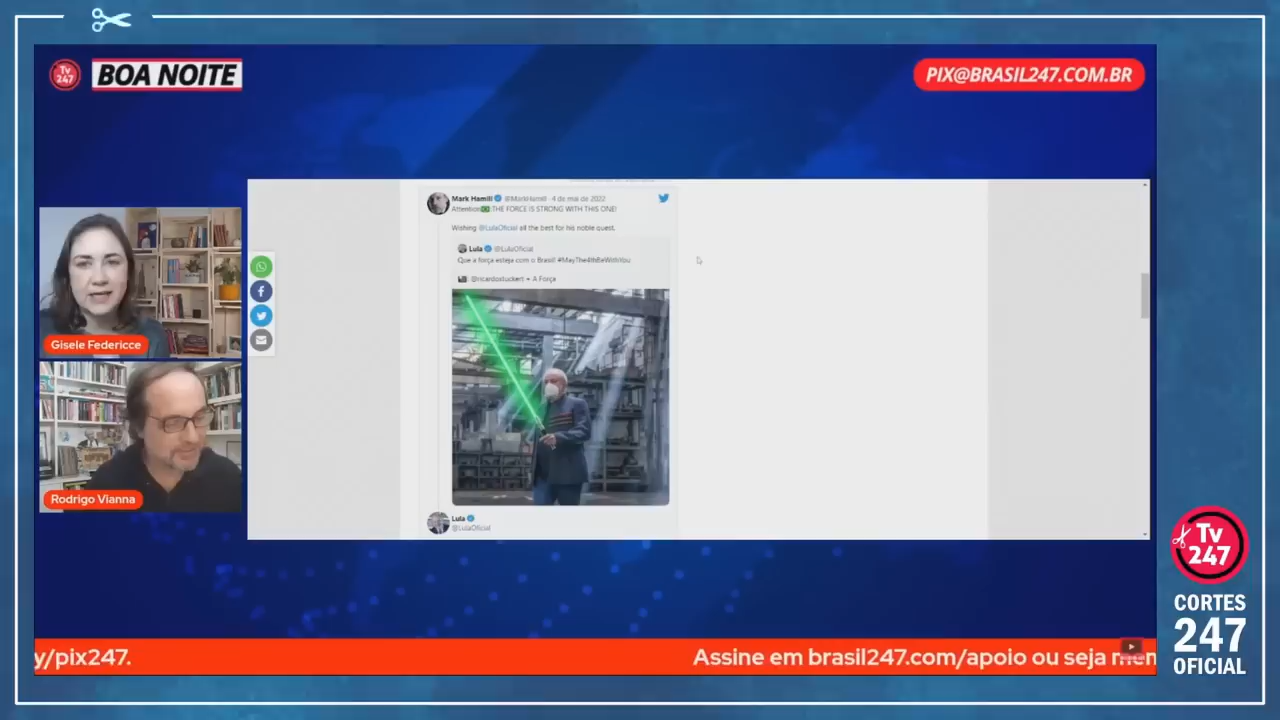 Tv 247
BOA NOITE
PIX@BRASIL247.COM.BR
Mark Hamill @MarkHamill · 4 de mai de 2022
Attention THE FORCE iS STRONG WITH THIS ONE!
Wishing @LulaOficial all the best for his noble quest.
Lula @LulaOficial
Que a força esteja com o Brasil! #MayThe4thBeWithYou
@ricardostuckert + A Força
Lula
@LulaOficial
Gisele Federicce
Rodrigo Vianna
y/pix247.
Assine em brasil247.com/apoio ou seja
Tv
247
CORTES
247
OFICIAL